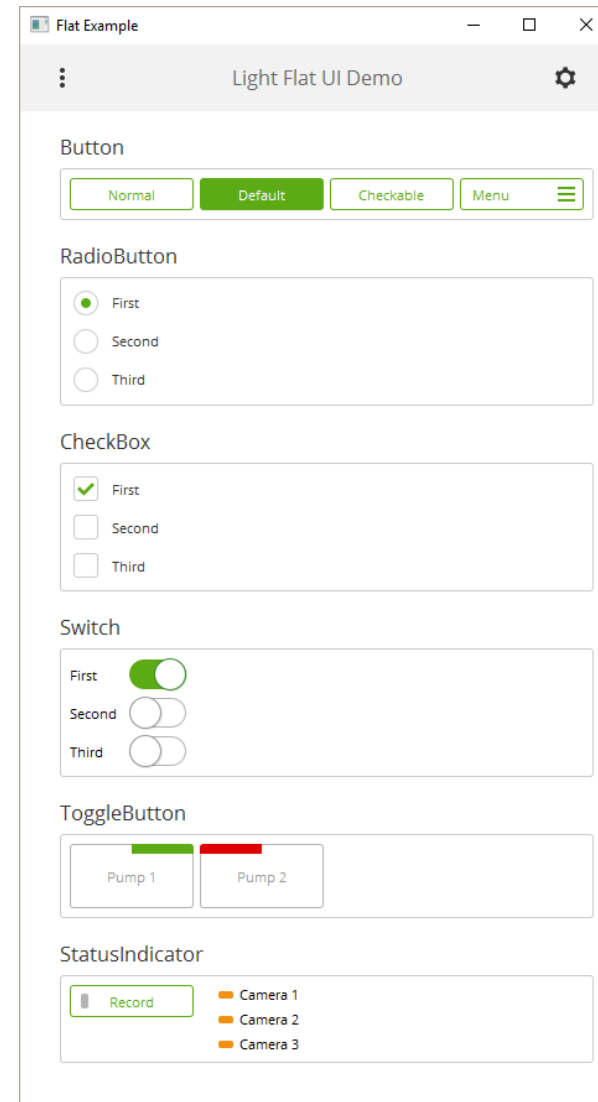 Flat Example
Light Flat UI Demo
Button
Normal Default Checkable Menu
RadioButton
First
Second
Third
CheckBox
First
Second
Third
Switch
First
Second
Third
ToggleButton
Pump 1 Pump 2
StatusIndicator
Record Camera 1
Camera 2
Camera 3